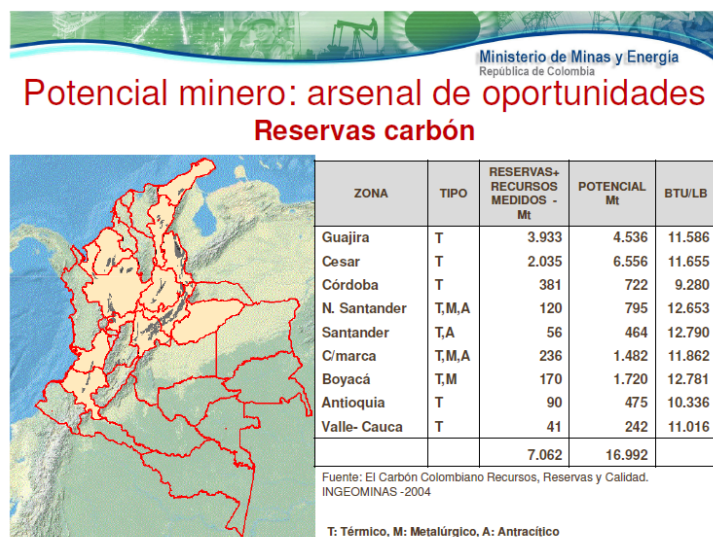 Ministerio de Minas y Energía
República de Colombia
Potencial minero: arsenal de oportunidades
Reservas carbón
ZONA TIPO RESERVAS+ RECURSOS MEDIDOS - Mt POTENCIAL Mt BTU/LB
Guajira T 3.933 4.536 11.586
Cesar T 2.035 6.556 11.655
Córdoba T 381 722 9.280
N. Santander T,M,A 120 795 12.653
Santander T,A 56 464 12.790
C/marca T,M,A 236 1.482 11.862
Boyacá T,M 170 1.720 12.781
Antioquia T 90 475 10.336
Valle- Cauca T 41 242 11.016
7.062 16.992
Fuente: El Carbón Colombiano Recursos, Reservas y Calidad.
INGEOMINAS -2004
T: Térmico, M: Metalúrgico, A: Antracítico